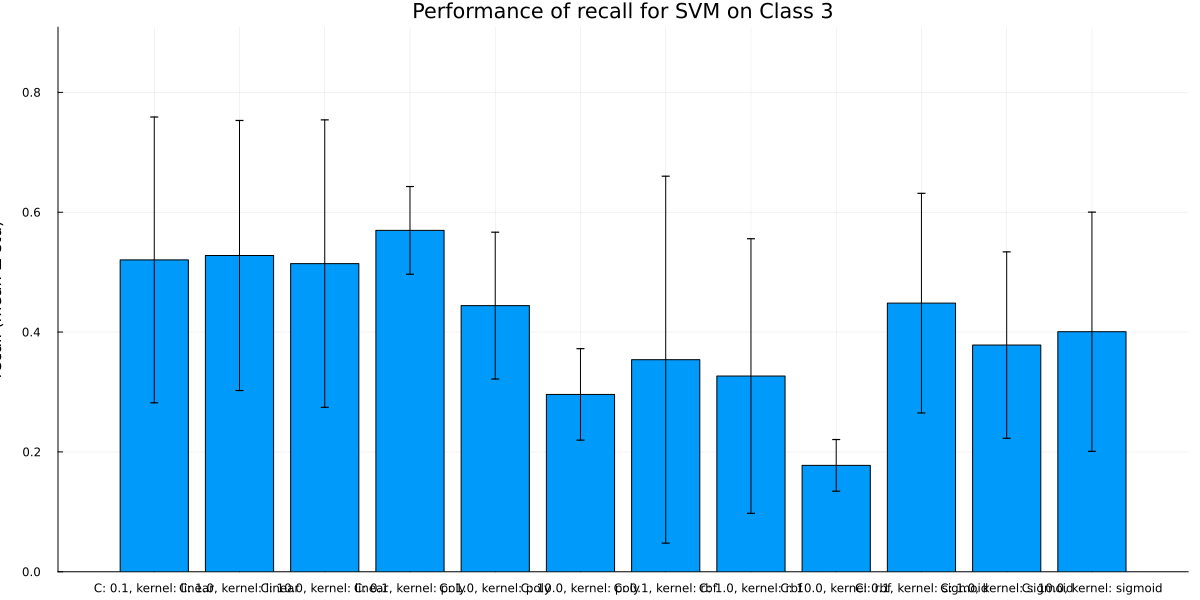 Performance of recall for SVM on Class 3
0.8
0.6
0.4
0.2
0.0
C: 0.1, kernel: linear
C: 1.0, kernel: linear
C: 10.0, kernel: linear
C: 0.1, kernel: poly
C: 1.0, kernel: poly
C: 10.0, kernel: poly
C: 0.1, kernel: rbf
C: 1.0, kernel: rbf
C: 10.0, kernel: rbf
C: 0.1, kernel: sigmoid
C: 1.0, kernel: sigmoid
C: 10.0, kernel: sigmoid